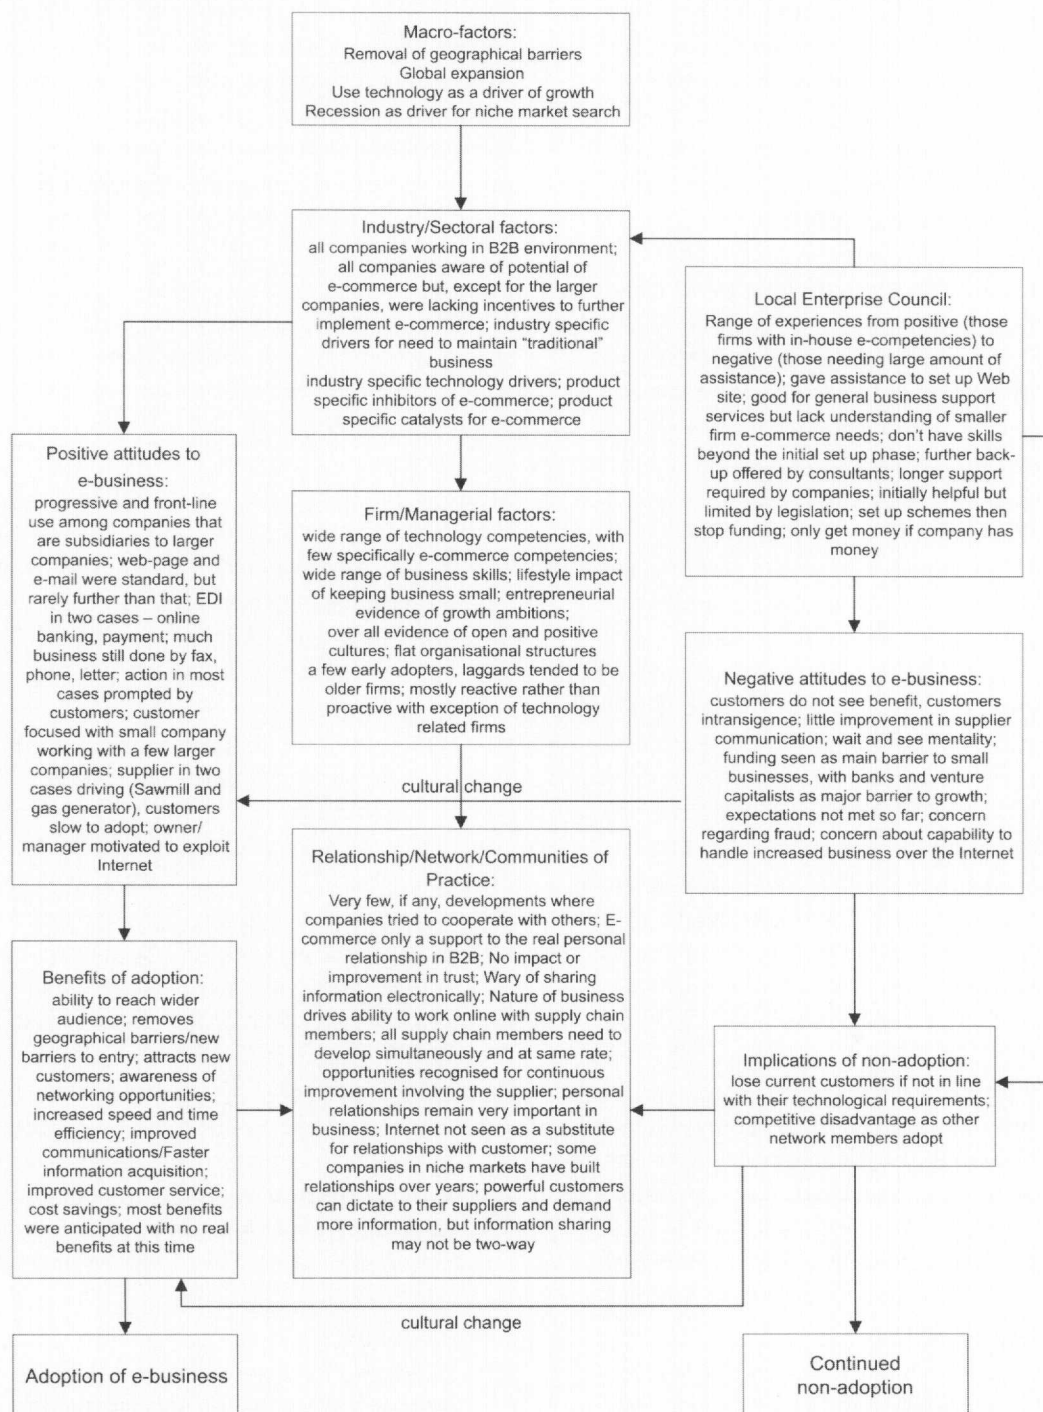 Macro-factors:
Removal of geographical barriers
Global expansion
Use technology as a driver of growth
Recession as driver for niche market search
Industry/Sectoral factors:
all companies working in B2B environment;
all companies aware of potential of
e-commerce but, except for the larger
companies, were lacking incentives to further
implement e-commerce; industry specific
drivers for need to maintain “traditional”
business
industry specific technology drivers; product
specific inhibitors of e-commerce; product
specific catalysts for e-commerce
Local Enterprise Council:
Range of experiences from positive (those
firms with in-house e-competencies) to
negative (those needing large amount of
assistance); gave assistance to set up Web
site; good for general business support
services but lack understanding of smaller
firm e-commerce needs; don’t have skills
beyond the initial set up phase; further back-
up offered by consultants; longer support
required by companies; initially helpful but
limited by legislation; set up schemes then
stop funding; only get money if company has
money
Positive attitudes to
e-business:
progressive and front-line
use among companies that
are subsidiaries to larger
companies; web-page and
e-mail were standard, but
rarely further than that; EDI
in two cases – online
banking, payment; much
business still done by fax,
phone, letter; action in most
cases prompted by
customers; customer
focused with small company
working with a few larger
companies; supplier in two
cases driving (Sawmill and
gas generator), customers
slow to adopt; owner/
manager motivated to exploit
Internet
Firm/Managerial factors:
wide range of technology competencies, with
few specifically e-commerce competencies;
wide range of business skills; lifestyle impact
of keeping business small; entrepreneurial
evidence of growth ambitions;
over all evidence of open and positive
cultures; flat organisational structures
a few early adopters, laggards tended to be
older firms; mostly reactive rather than
proactive with exception of technology
related firms
Negative attitudes to e-business:
customers do not see benefit, customers
intransigence; little improvement in supplier
communication; wait and see mentality;
funding seen as main barrier to small
businesses, with banks and venture
capitalists as major barrier to growth;
expectations not met so far; concern
regarding fraud; concern about capability to
handle increased business over the Internet
cultural change
Relationship/Network/Communities of
Practice:
Very few, if any, developments where
companies tried to cooperate with others; E-
commerce only a support to the real personal
relationship in B2B; No impact or
improvement in trust; Wary of sharing
information electronically; Nature of business
drives ability to work online with supply chain
members; all supply chain members need to
develop simultaneously and at same rate;
opportunities recognised for continuous
improvement involving the supplier; personal
relationships remain very important in
business; Internet not seen as a substitute
for relationships with customer; some
companies in niche markets have built
relationships over years; powerful customers
can dictate to their suppliers and demand
more information, but information sharing
may not be two-way
Benefits of adoption:
ability to reach wider
audience; removes
geographical barriers/new
barriers to entry; attracts new
customers; awareness of
networking opportunities;
increased speed and time
efficiency; improved
communications/Faster
information acquisition;
improved customer service;
cost savings; most benefits
were anticipated with no real
benefits at this time
Implications of non-adoption:
lose current customers if not in line
with their technological requirements;
competitive disadvantage as other
network members adopt
cultural change
Adoption of e-business
Continued
non-adoption